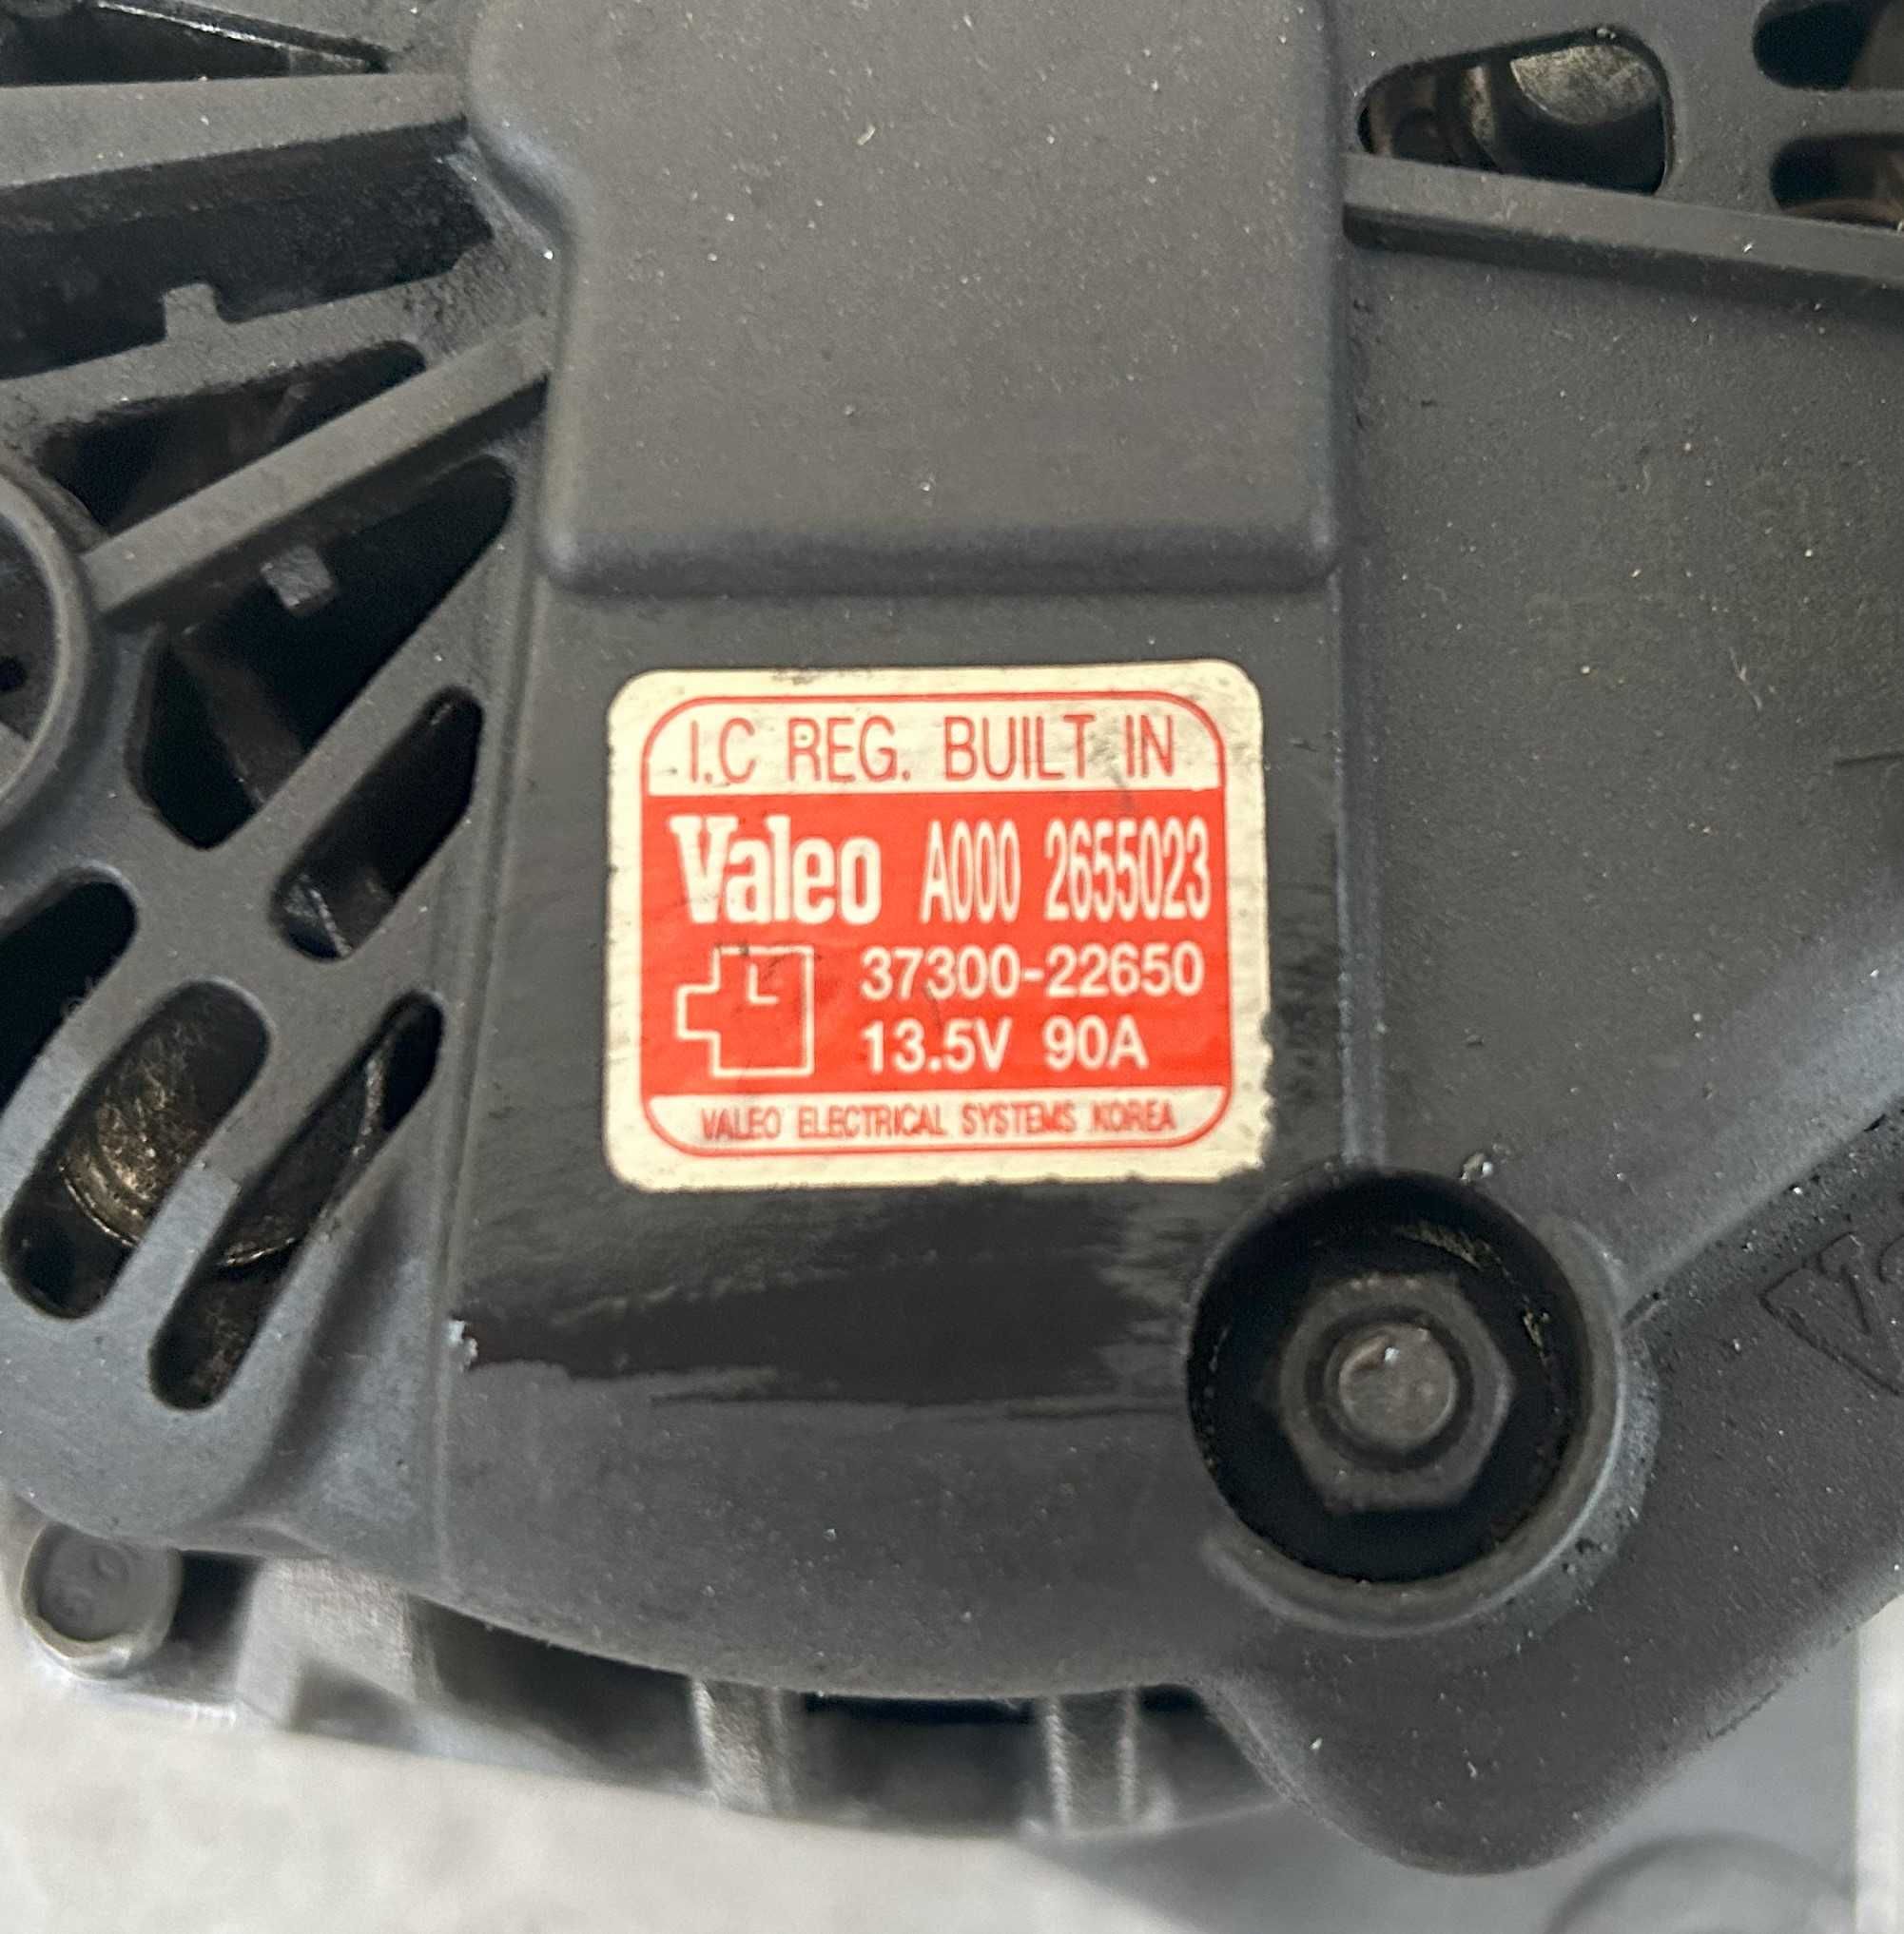 I.C REG. BUILT IN
Valeo A000 2655023
L 37300-22650
13.5V 90A
VALEO ELECTRICAL SYSTEMS KOREA